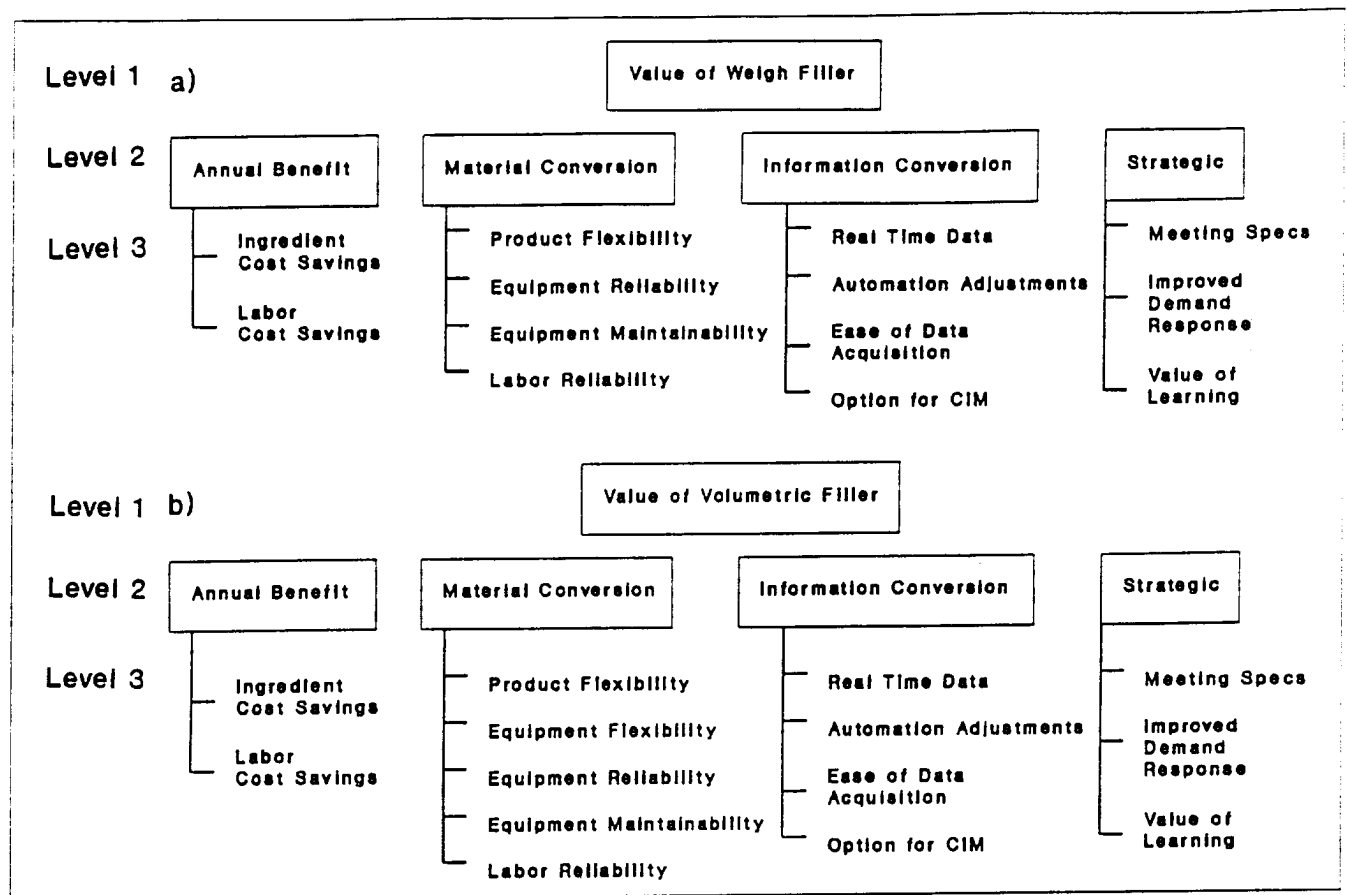 Level 1 a)
Value of Weigh Filler
Level 2
Annual Benefit
Material Conversion
Information Conversion
Strategic
Level 3
Ingredient
Cost Savings
Labor
Cost Savings
Product Flexibility
Equipment Reliability
Equipment Maintainability
Labor Reliability
Real Time Data
Automation Adjustments
Ease of Data
Acquisition
Option for CIM
Meeting Specs
Improved
Demand
Response
Value of
Learning
Level 1 b)
Value of Volumetric Filler
Level 2
Annual Benefit
Material Conversion
Information Conversion
Strategic
Level 3
Ingredient
Cost Savings
Labor
Cost Savings
Product Flexibility
Equipment Flexibility
Equipment Reliability
Equipment Maintainability
Labor Reliability
Real Time Data
Automation Adjustments
Ease of Data
Acquisition
Option for CIM
Meeting Specs
Improved
Demand
Response
Value of
Learning